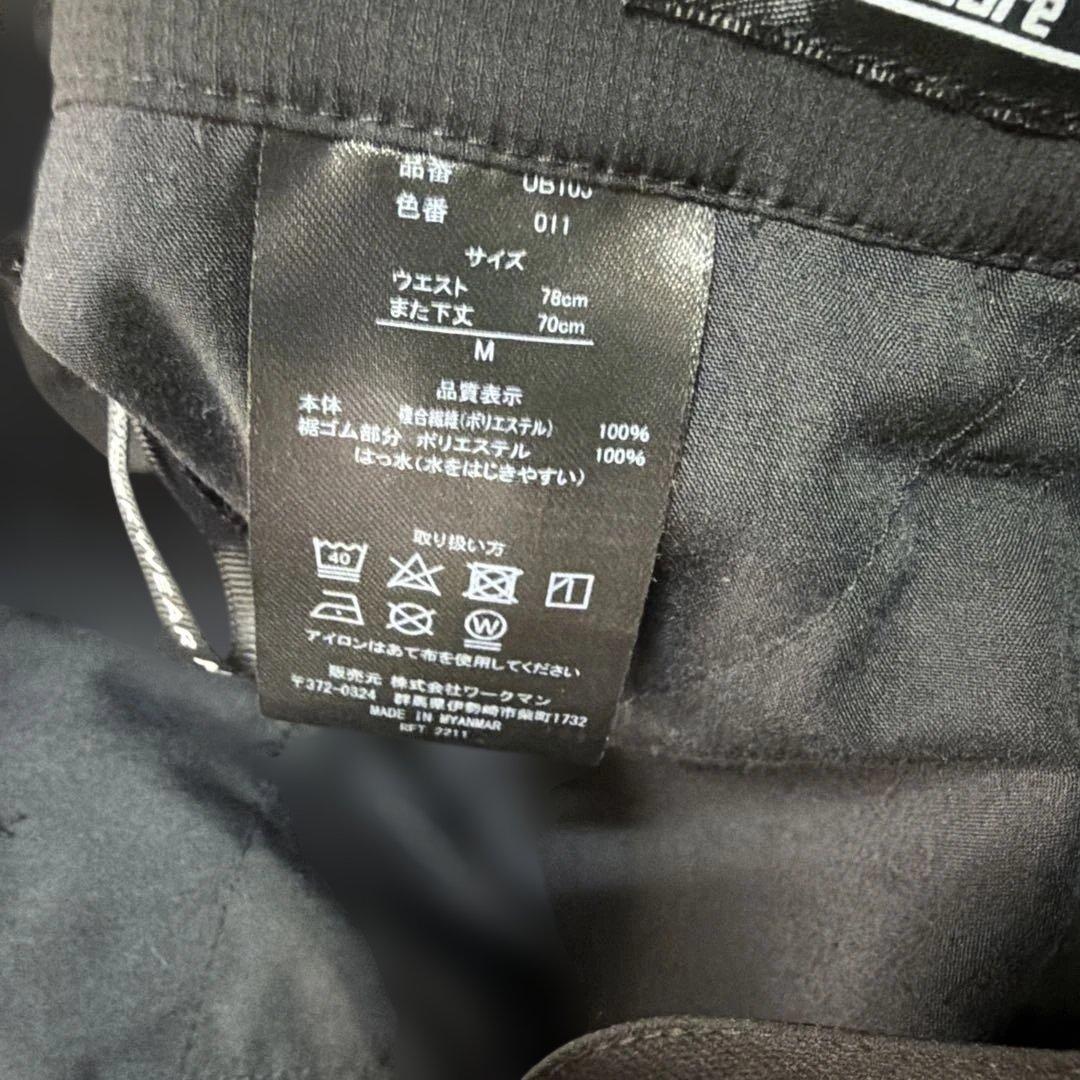 品番 UB10J
色番 011
サイズ
ウエスト 78cm
また下丈 70cm
M
品質表示
本体 複合繊維(ポリエステル) 100%
裾ゴム部分 ポリエステル 100%
はっ水(水をはじきやすい)
取り扱い方
40
W
アイロンはあて布を使用してください
販売元 株式会社ワークマン
〒372-0324 群馬県伊勢崎市柴町1732
MADE IN MYANMAR
RFT 2211